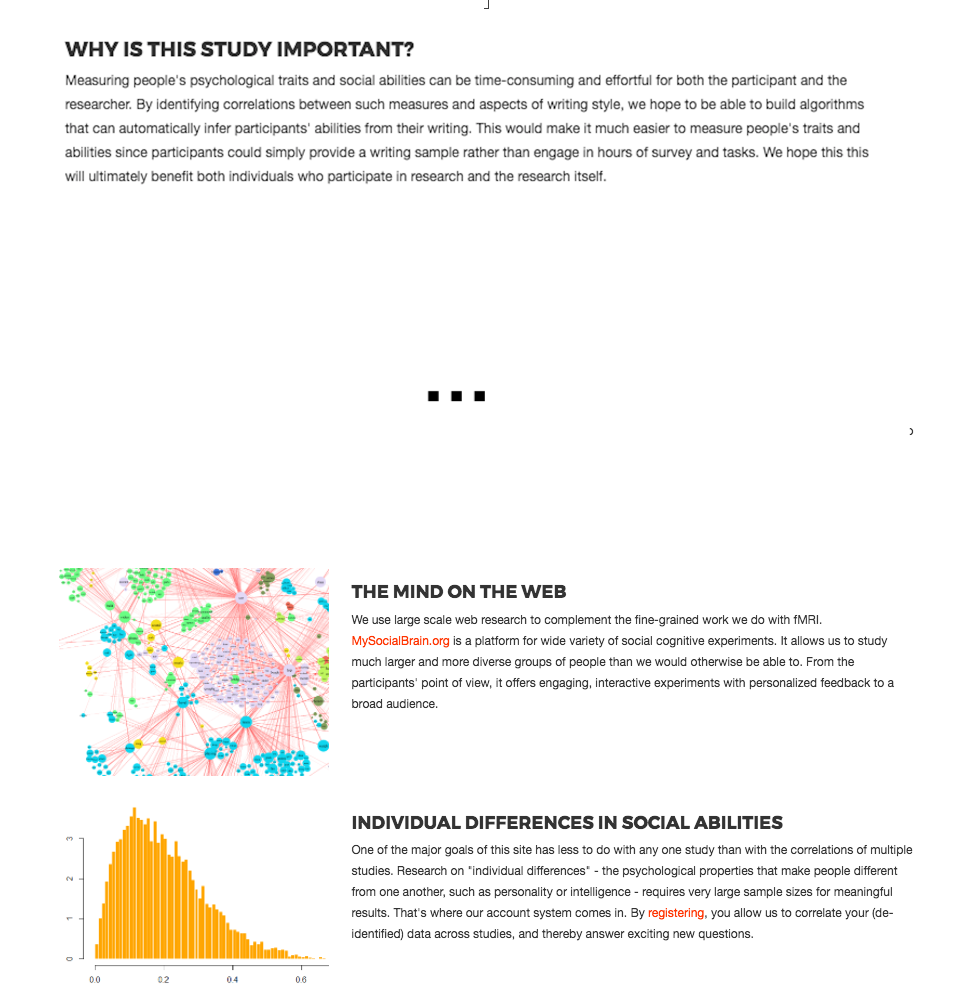 WHY IS THIS STUDY IMPORTANT?
Measuring people's psychological traits and social abilities can be time-consuming and effortful for both the participant and the
researcher. By identifying correlations between such measures and aspects of writing style, we hope to be able to build algorithms
that can automatically infer participants' abilities from their writing. This would make it much easier to measure people's traits and
abilities since participants could simply provide a writing sample rather than engage in hours of survey and tasks. We hope this this
will ultimately benefit both individuals who participate in research and the research itself.
THE MIND ON THE WEB
We use large scale web research to complement the fine-grained work we do with fMRI.
MySocialBrain.org is a platform for wide variety of social cognitive experiments. It allows us to study
much larger and more diverse groups of people than we would otherwise be able to. From the
participants' point of view, it offers engaging, interactive experiments with personalized feedback to a
broad audience.
INDIVIDUAL DIFFERENCES IN SOCIAL ABILITIES
One of the major goals of this site has less to do with any one study than with the correlations of multiple
studies. Research on "individual differences" - the psychological properties that make people different
from one another, such as personality or intelligence - requires very large sample sizes for meaningful
results. That's where our account system comes in. By registering, you allow us to correlate your (de-
identified) data across studies, and thereby answer exciting new questions.
3
2
1
0
0.0 0.2 0.4 0.6